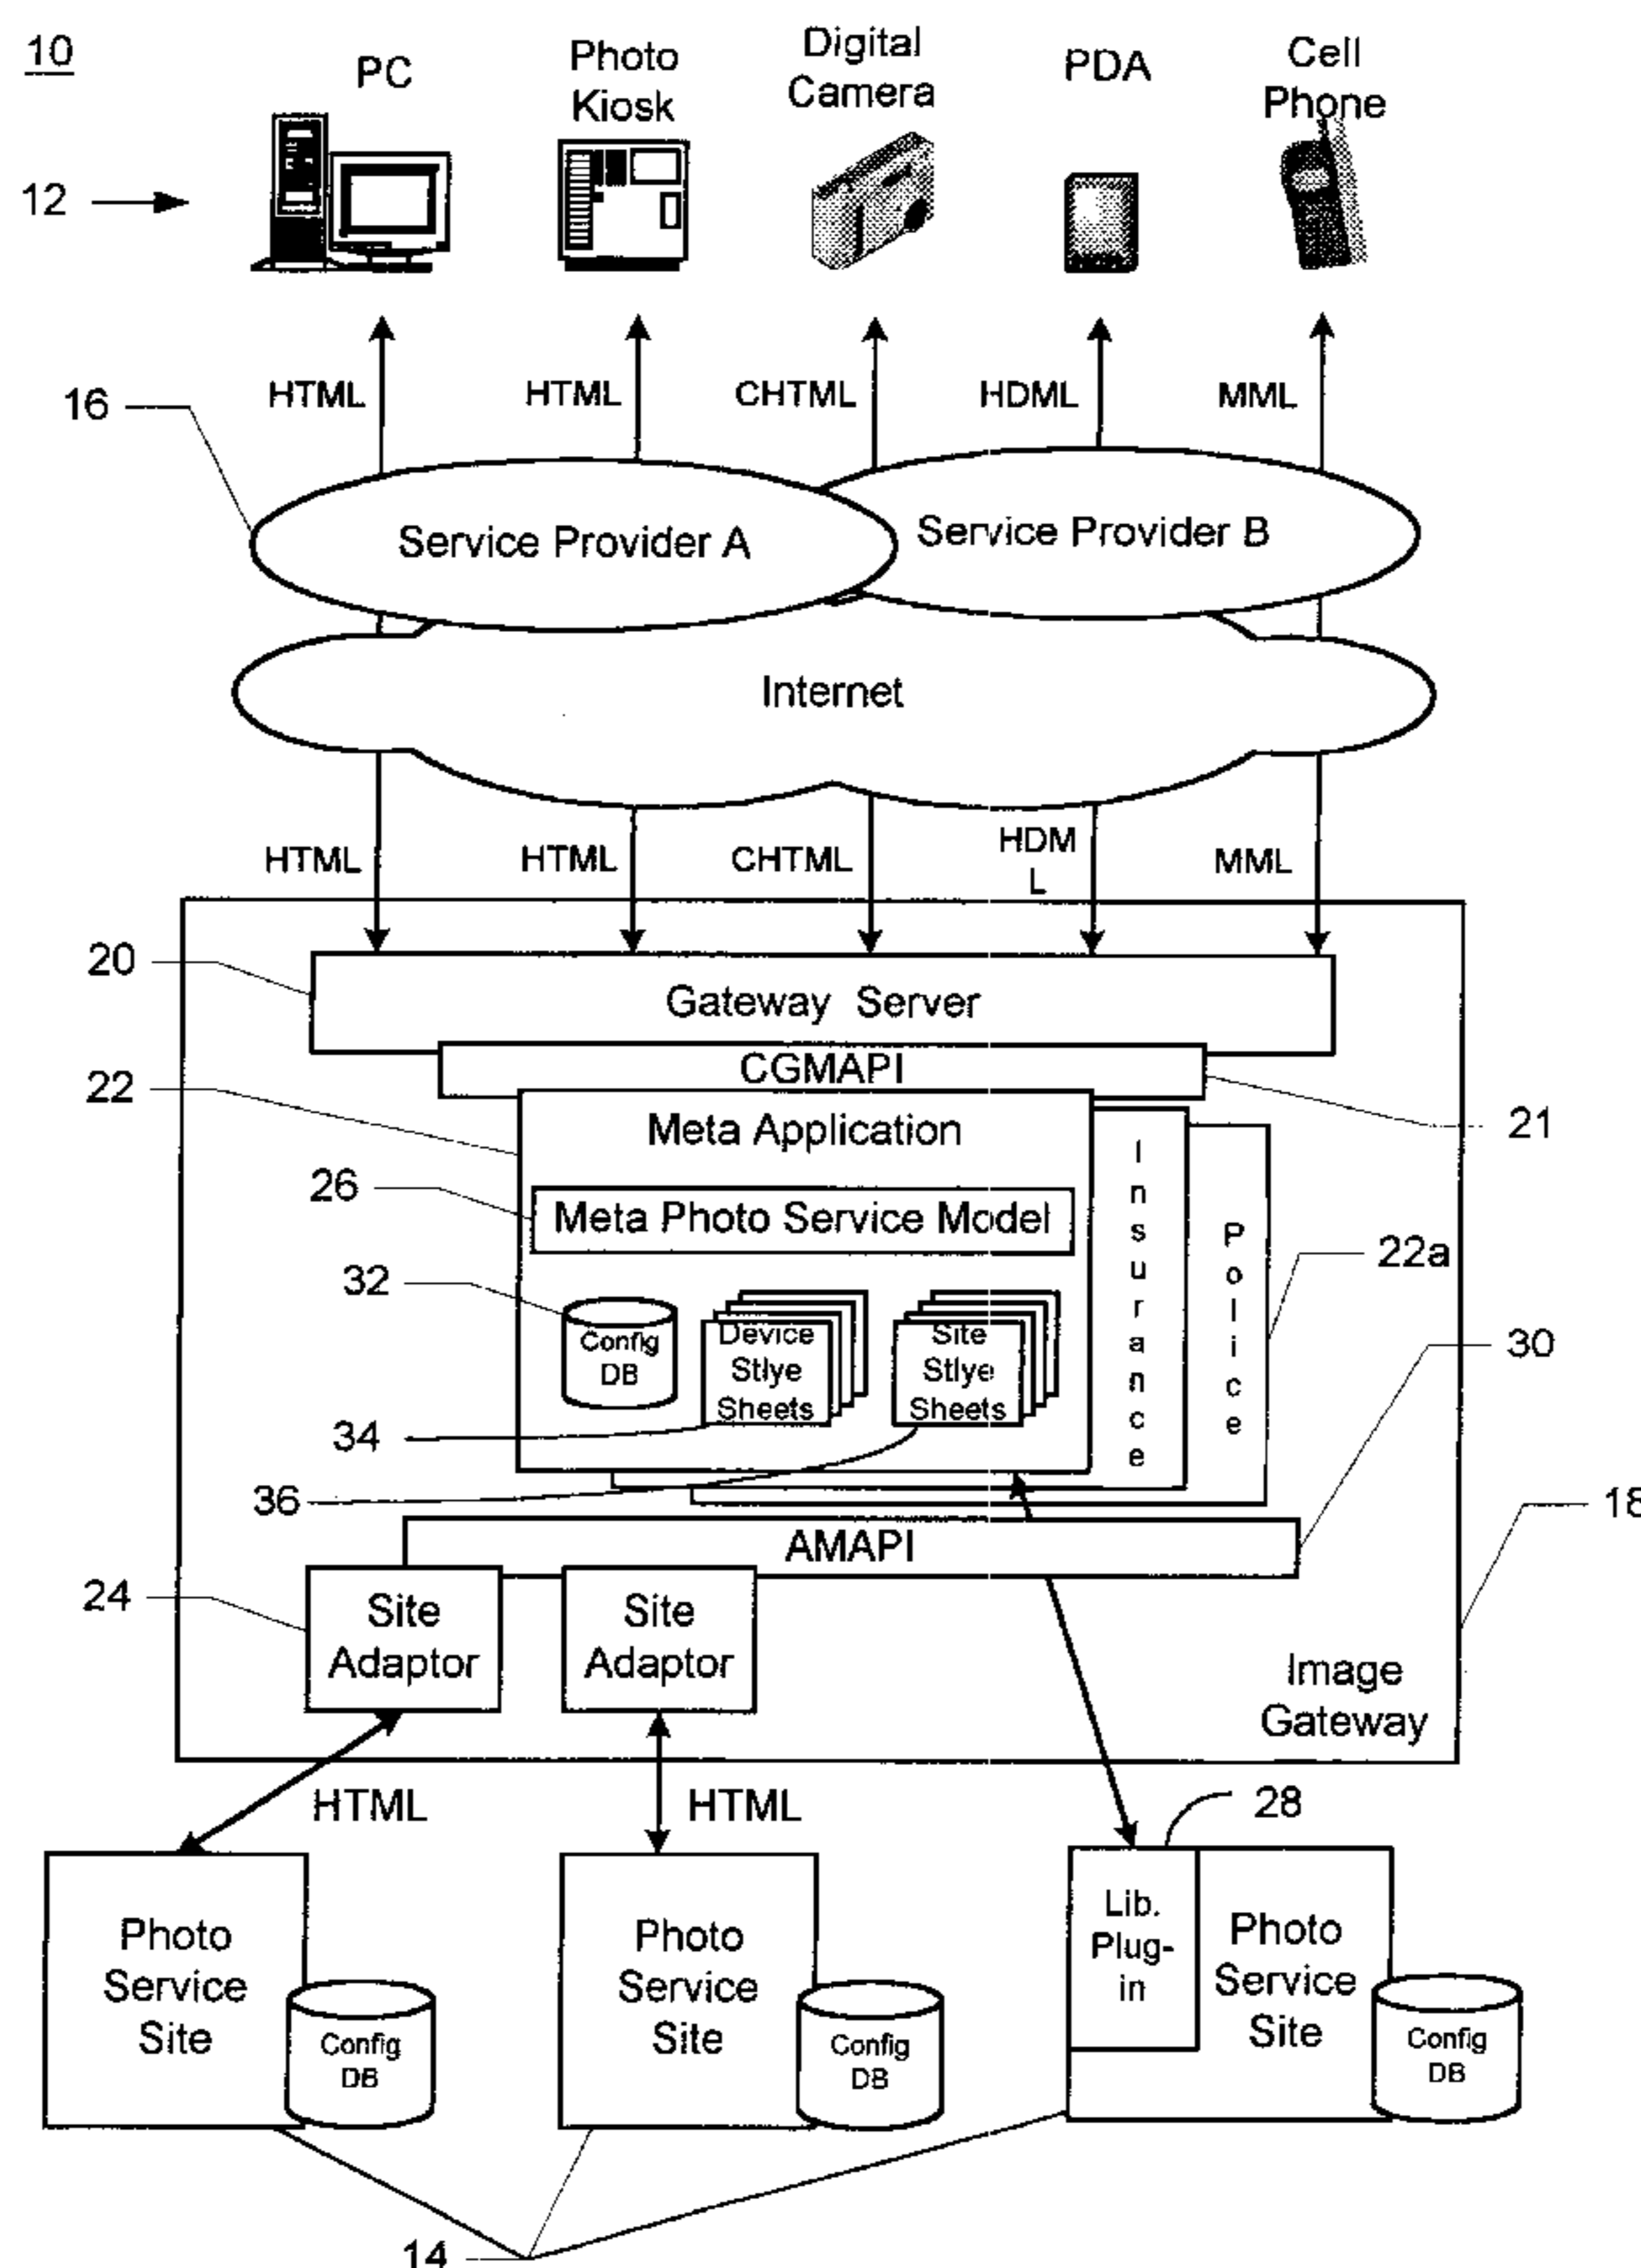 10
PC
Photo
Kiosk
Digital
Camera
PDA
Cell
Phone
12
HTML
HTML
CHTML
HDML
MML
16
Service Provider A
Service Provider B
Internet
HTML
HTML
CHTML
HDM
L
MML
20
Gateway Server
CGMAPI
22
21
Meta Application
26
Meta Photo Service Model
Insurance
Police
22a
32
Config
DB
Device
Stlye
Sheets
Site
Stlye
Sheets
30
34
36
18
AMAPI
24
Site
Adaptor
Site
Adaptor
Image
Gateway
HTML
HTML
28
Photo
Service
Site
Config
DB
Photo
Service
Site
Config
DB
Lib.
Plug-
in
Photo
Service
Site
Config
DB
14